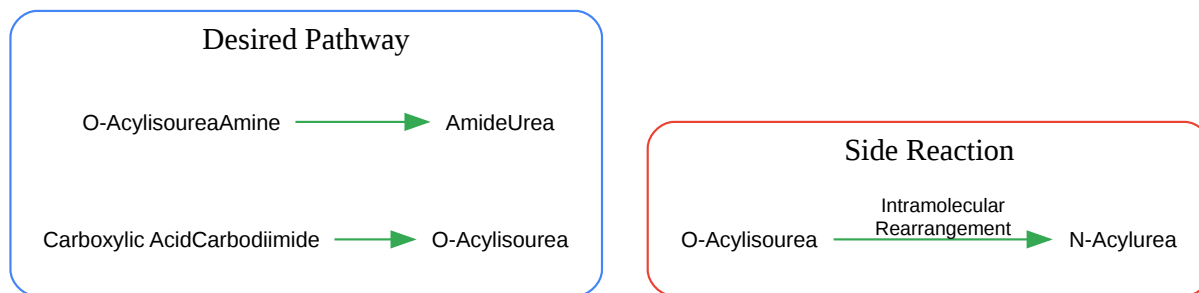 Desired Pathway
O-AcylisoureaAmine
AmideUrea
Carboxylic AcidCarbodiimide
O-Acylisourea
Side Reaction
O-Acylisourea
Intramolecular
Rearrangement
N-Acylurea